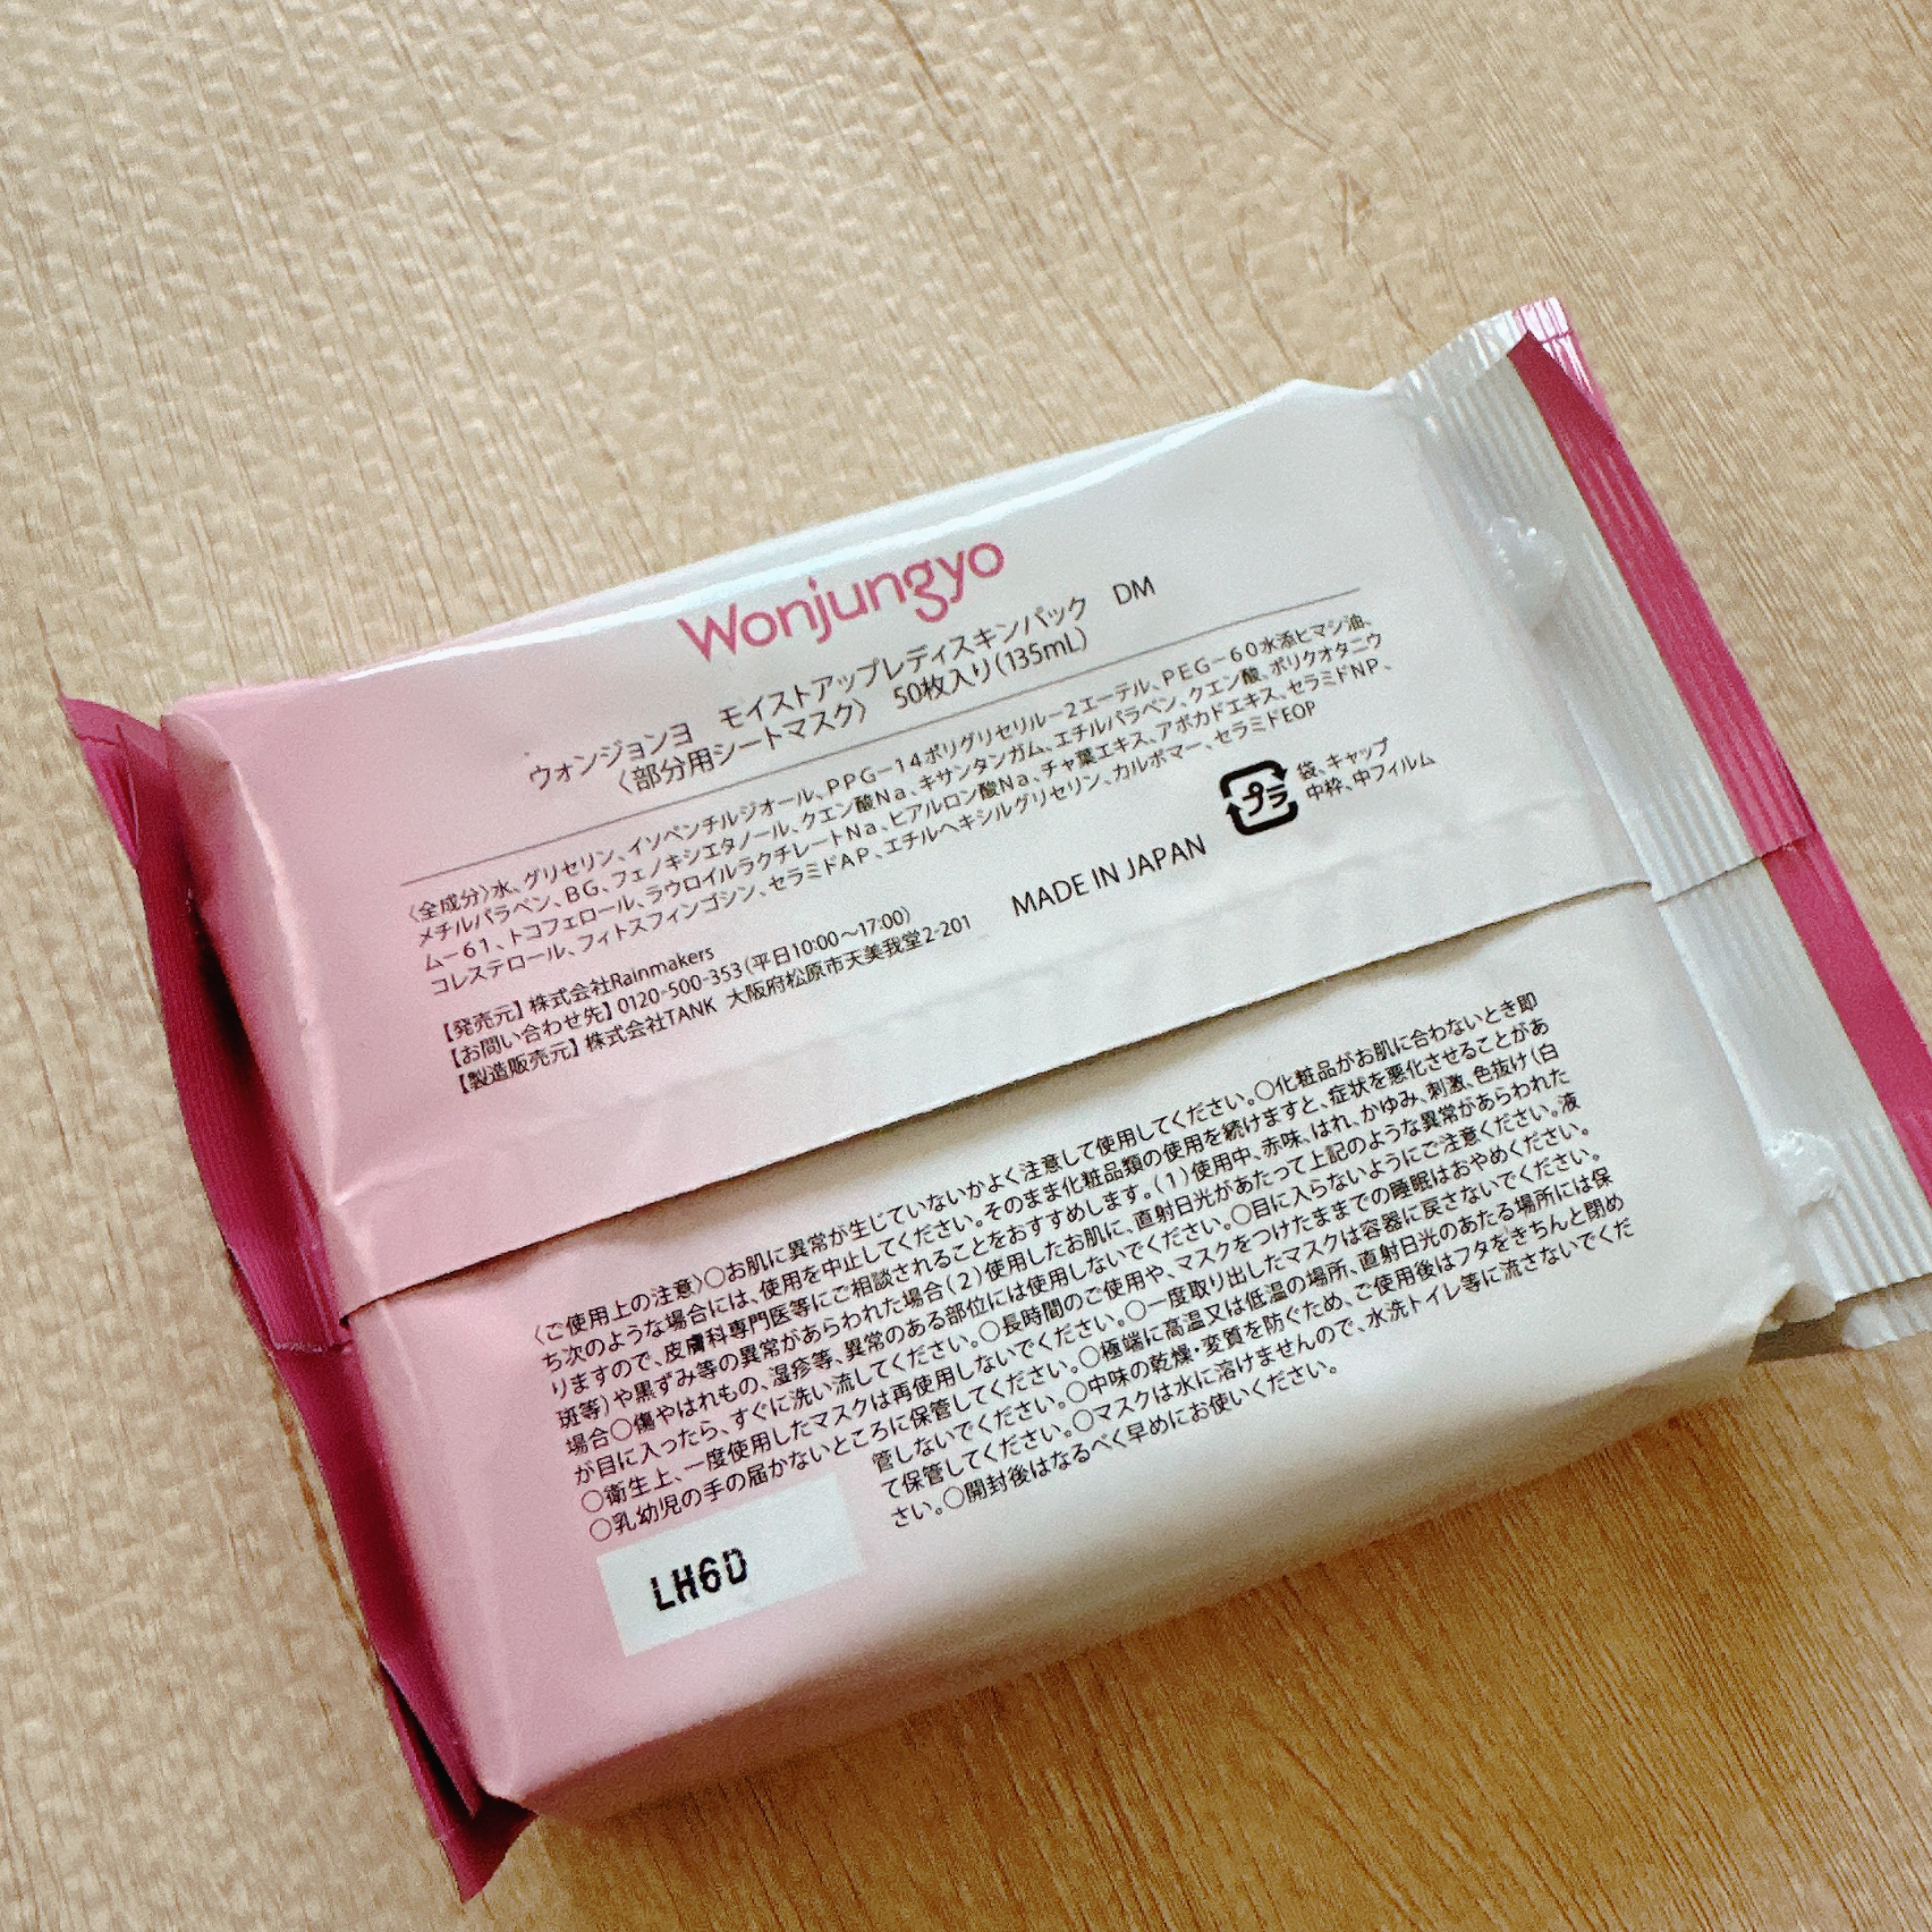 Wonjungyo
ウォンジョンヨ モイストアップレディスキンパック DM
〈部分用シートマスク〉 50枚入り(135mL)
〈全成分〉水、グリセリン、イソペンチルジオール、PPG−14ポリグリセリル−2エーテル、PEG−60水添ヒマシ油、
メチルパラベン、BG、フェノキシエタノール、クエン酸Na、キサンタンガム、エチルパラベン、クエン酸、ポリクオタニウ
ム−61、トコフェロール、ラウロイルラクチレートNa、ヒアルロン酸Na、チャ葉エキス、アボカドエキス、セラミドNP、
コレステロール、フィトスフィンゴシン、セラミドAP、エチルヘキシルグリセリン、カルボマー、セラミドEOP
【発売元】株式会社Rainmakers
【お問い合わせ先】0120-500-353(平日10:00〜17:00)
【製造販売元】株式会社TANK 大阪府松原市天美我堂2-201
MADE IN JAPAN
プラ
袋、キャップ
中枠、中フィルム
〈ご使用上の注意〉○お肌に異常が生じていないかよく注意して使用してください。○化粧品がお肌に合わないとき即
ち次のような場合には、使用を中止してください。そのまま化粧品類の使用を続けますと、症状を悪化させることがあ
りますので、皮膚科専門医等にご相談されることをおすすめします。(1)使用中、赤味、はれ、かゆみ、刺激、色抜け(白
斑等)や黒ずみ等の異常があらわれた場合(2)使用したお肌に、直射日光があたって上記のような異常があらわれた
場合○傷やはれもの、湿疹等、異常のある部位には使用しないでください。○目に入らないようにご注意ください。液
が目に入ったら、すぐに洗い流してください。○長時間のご使用や、マスクをつけたままでの睡眠はおやめください。
○衛生上、一度使用したマスクは再使用しないでください。○一度取り出したマスクは容器に戻さないでください。
○乳幼児の手の届かないところに保管してください。○極端に高温又は低温の場所、直射日光のあたる場所には保
管しないでください。○中味の乾燥・変質を防ぐため、ご使用後はフタをきちんと閉め
て保管してください。○マスクは水に溶けませんので、水洗トイレ等に流さないでくだ
さい。○開封後はなるべく早めにお使いください。
LH6D